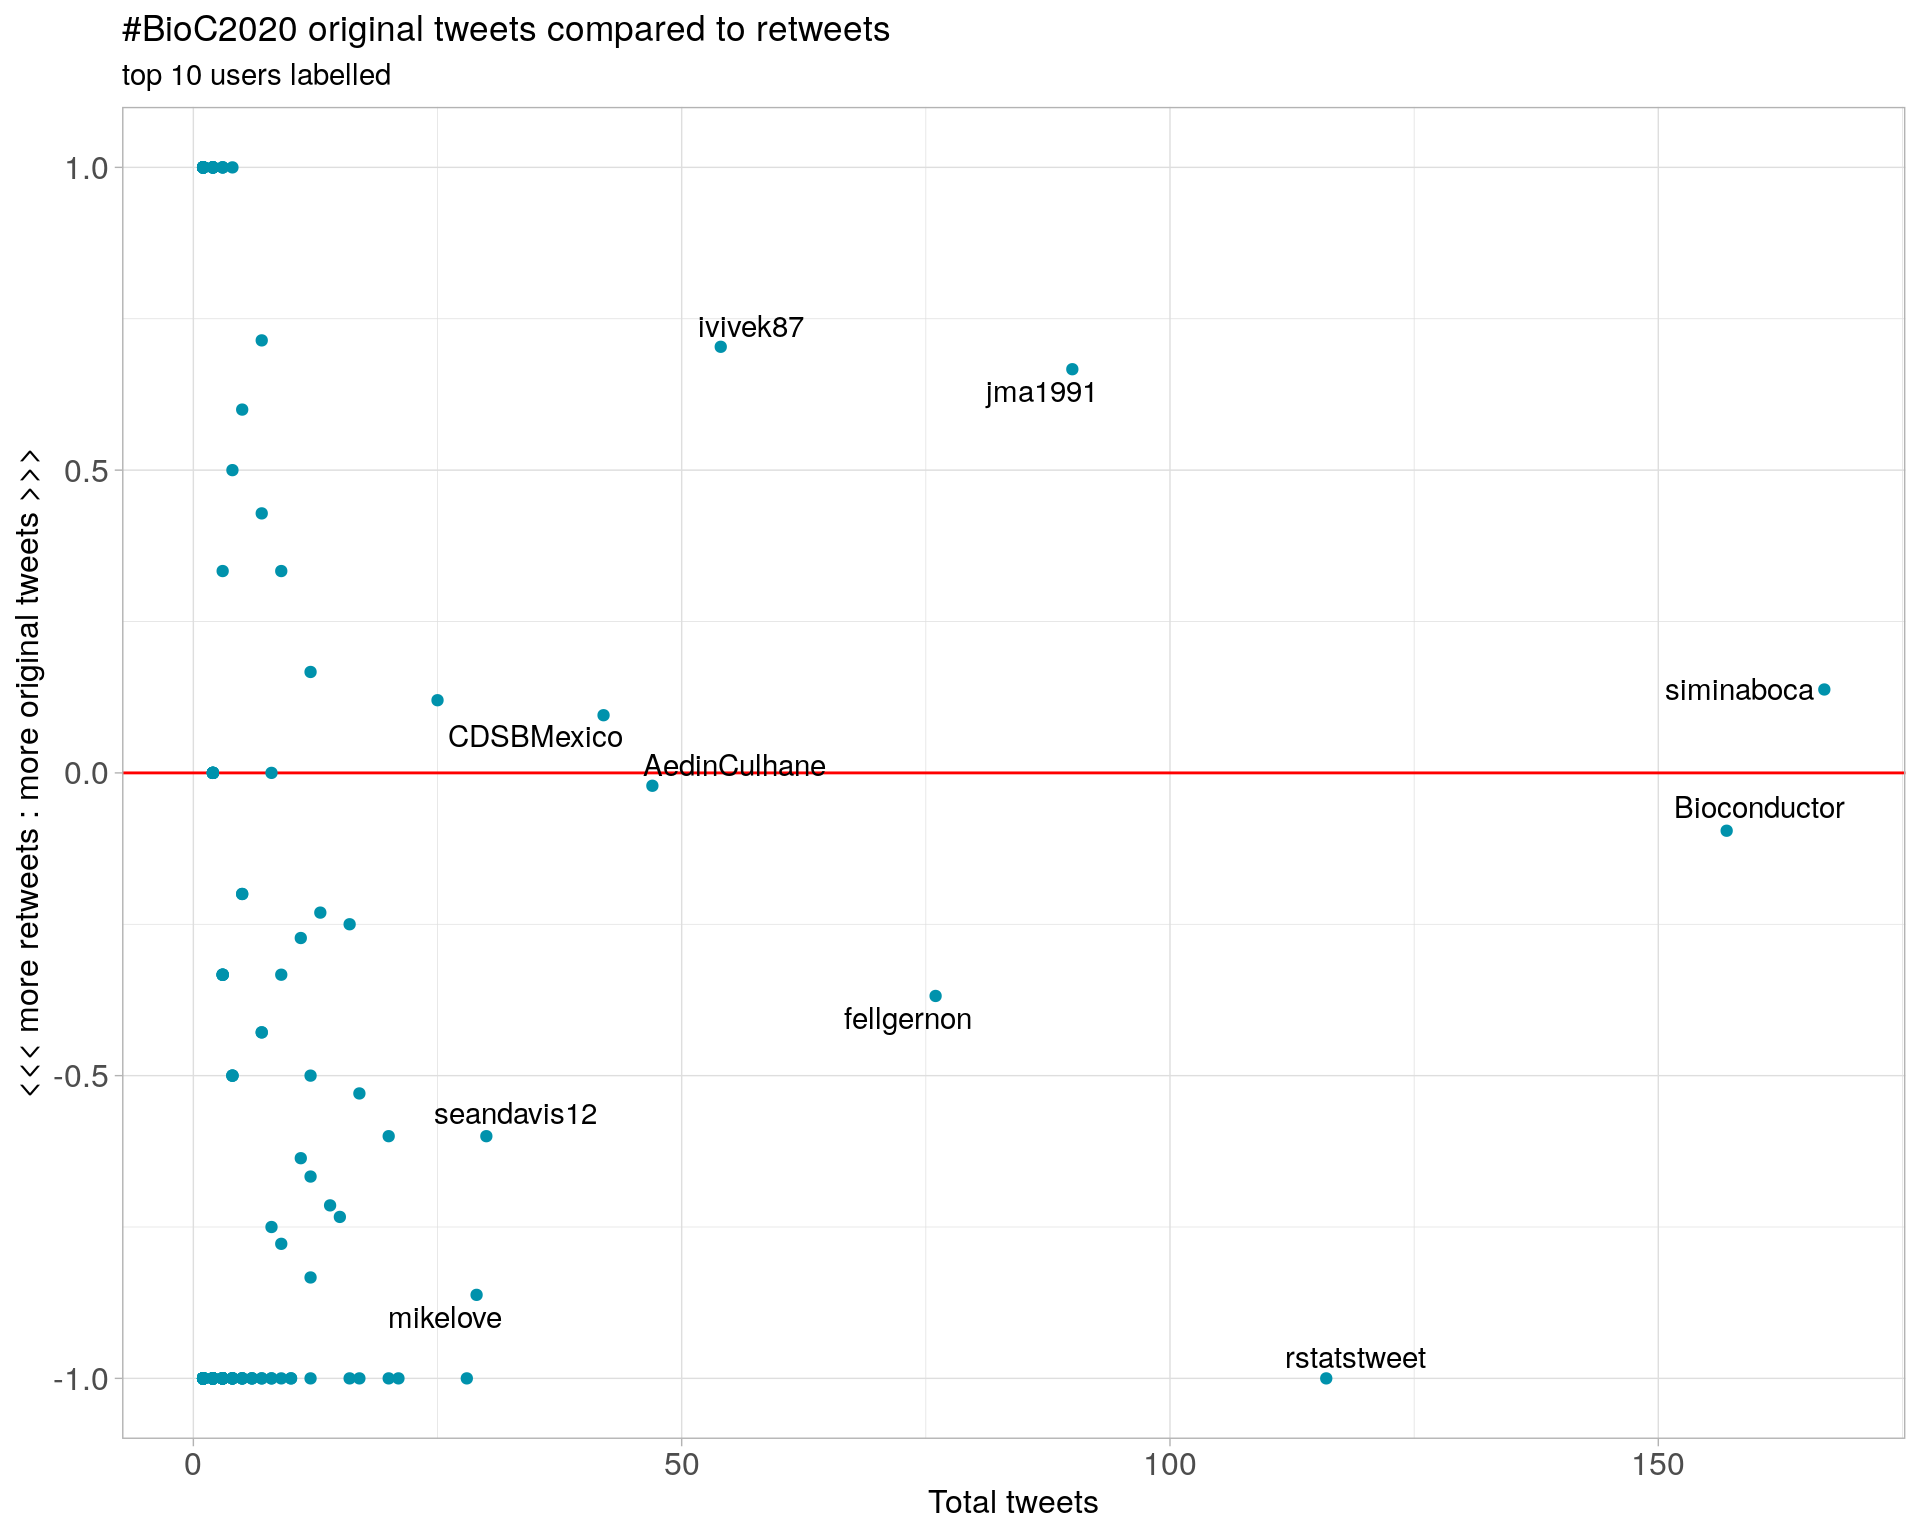 #BioC2020 original tweets compared to retweets
top 10 users labelled
<<< more retweets : more original tweets >>>
1.0
0.5
0.0
-0.5
-1.0
ivivek87
jma1991
siminaboca
CDSBMexico
AedinCulhane
Bioconductor
fellgernon
seandavis12
mikelove
rstatstweet
0 50 100 150
Total tweets